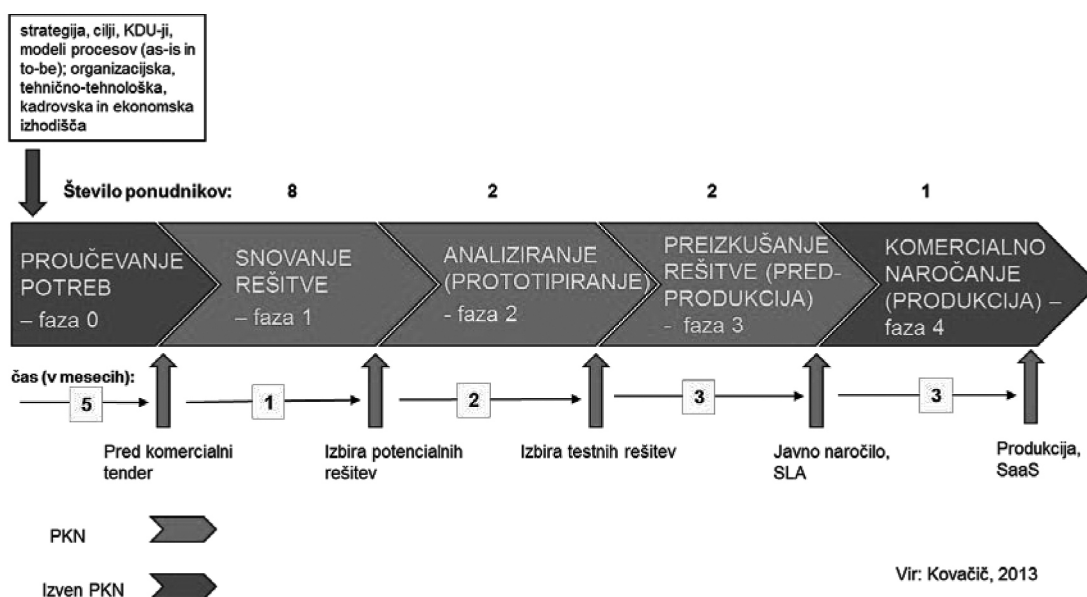 strategija, cilji, KDU-ji,
modeli procesov (as-is in
to-be); organizacijska,
tehnično-tehnološka,
kadrovska in ekonomska
izhodišča
Število ponudnikov:
8
2
2
1
PROUČEVANJE
POTREB
– faza 0
SNOVANJE
REŠITVE
– faza 1
ANALIZIRANJE
(PROTOTIPIRANJE)
- faza 2
PREIZKUŠANJE
REŠITVE (PRED-
PRODUKCIJA)
- faza 3
KOMERCIALNO
NAROČANJE
(PRODUKCIJA) –
faza 4
čas (v mesecih):
5
1
2
3
3
Pred komercialni
tender
Izbira potencialnih
rešitev
Izbira testnih rešitev
Javno naročilo,
SLA
Produkcija,
SaaS
PKN
Izven PKN
Vir: Kovačič, 2013